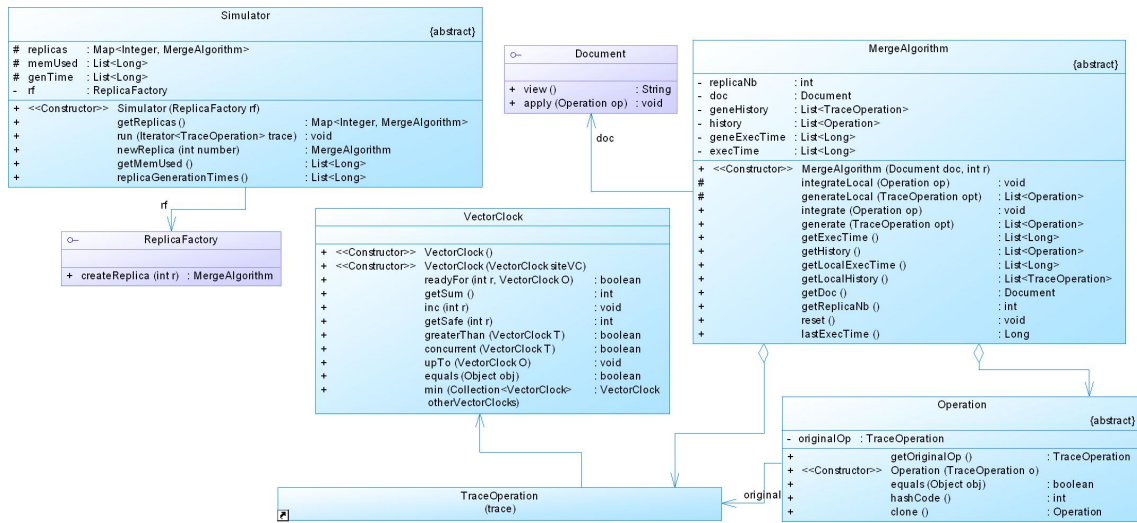 Simulator
{abstract}
# replicas : Map<Integer, MergeAlgorithm>
# memUsed : List<Long>
# genTime : List<Long>
- rf : ReplicaFactory
+ <<Constructor>> Simulator (ReplicaFactory rf)
+ getReplicas () : Map<Integer, MergeAlgorithm>
+ run (Iterator<TraceOperation> trace) : void
+ newReplica (int number) : MergeAlgorithm
+ getMemUsed () : List<Long>
+ replicaGenerationTimes () : List<Long>
rf
ReplicaFactory
+ createReplica (int r) : MergeAlgorithm
Document
+ view () : String
+ apply (Operation op) : void
doc
MergeAlgorithm
{abstract}
- replicaNb : int
- doc : Document
- geneHistory : List<TraceOperation>
- history : List<Operation>
- geneExecTime : List<Long>
- execTime : List<Long>
+ <<Constructor>> MergeAlgorithm (Document doc, int r)
# integrateLocal (Operation op) : void
# generateLocal (TraceOperation opt) : List<Operation>
+ integrate (Operation op) : void
+ generate (TraceOperation opt) : List<Operation>
+ getExecTime () : List<Long>
+ getHistory () : List<Operation>
+ getLocalExecTime () : List<Long>
+ getLocalHistory () : List<TraceOperation>
+ getDoc () : Document
+ getReplicaNb () : int
+ reset () : void
+ lastExecTime () : Long
VectorClock
+ <<Constructor>> VectorClock ()
+ <<Constructor>> VectorClock (VectorClock siteVC)
+ readyFor (int r, VectorClock O) : boolean
+ getSum () : int
+ inc (int r) : void
+ getSafe (int r) : int
+ greaterThan (VectorClock T) : boolean
+ concurrent (VectorClock T) : boolean
+ upTo (VectorClock O) : void
+ equals (Object obj) : boolean
+ min (Collection<VectorClock> : VectorClock
otherVectorClocks)
Operation
{abstract}
- originalOp : TraceOperation
+ getOriginalOp () : TraceOperation
+ <<Constructor>> Operation (TraceOperation o)
+ equals (Object obj) : boolean
+ hashCode () : int
+ clone () : Operation
original
TraceOperation
(trace)